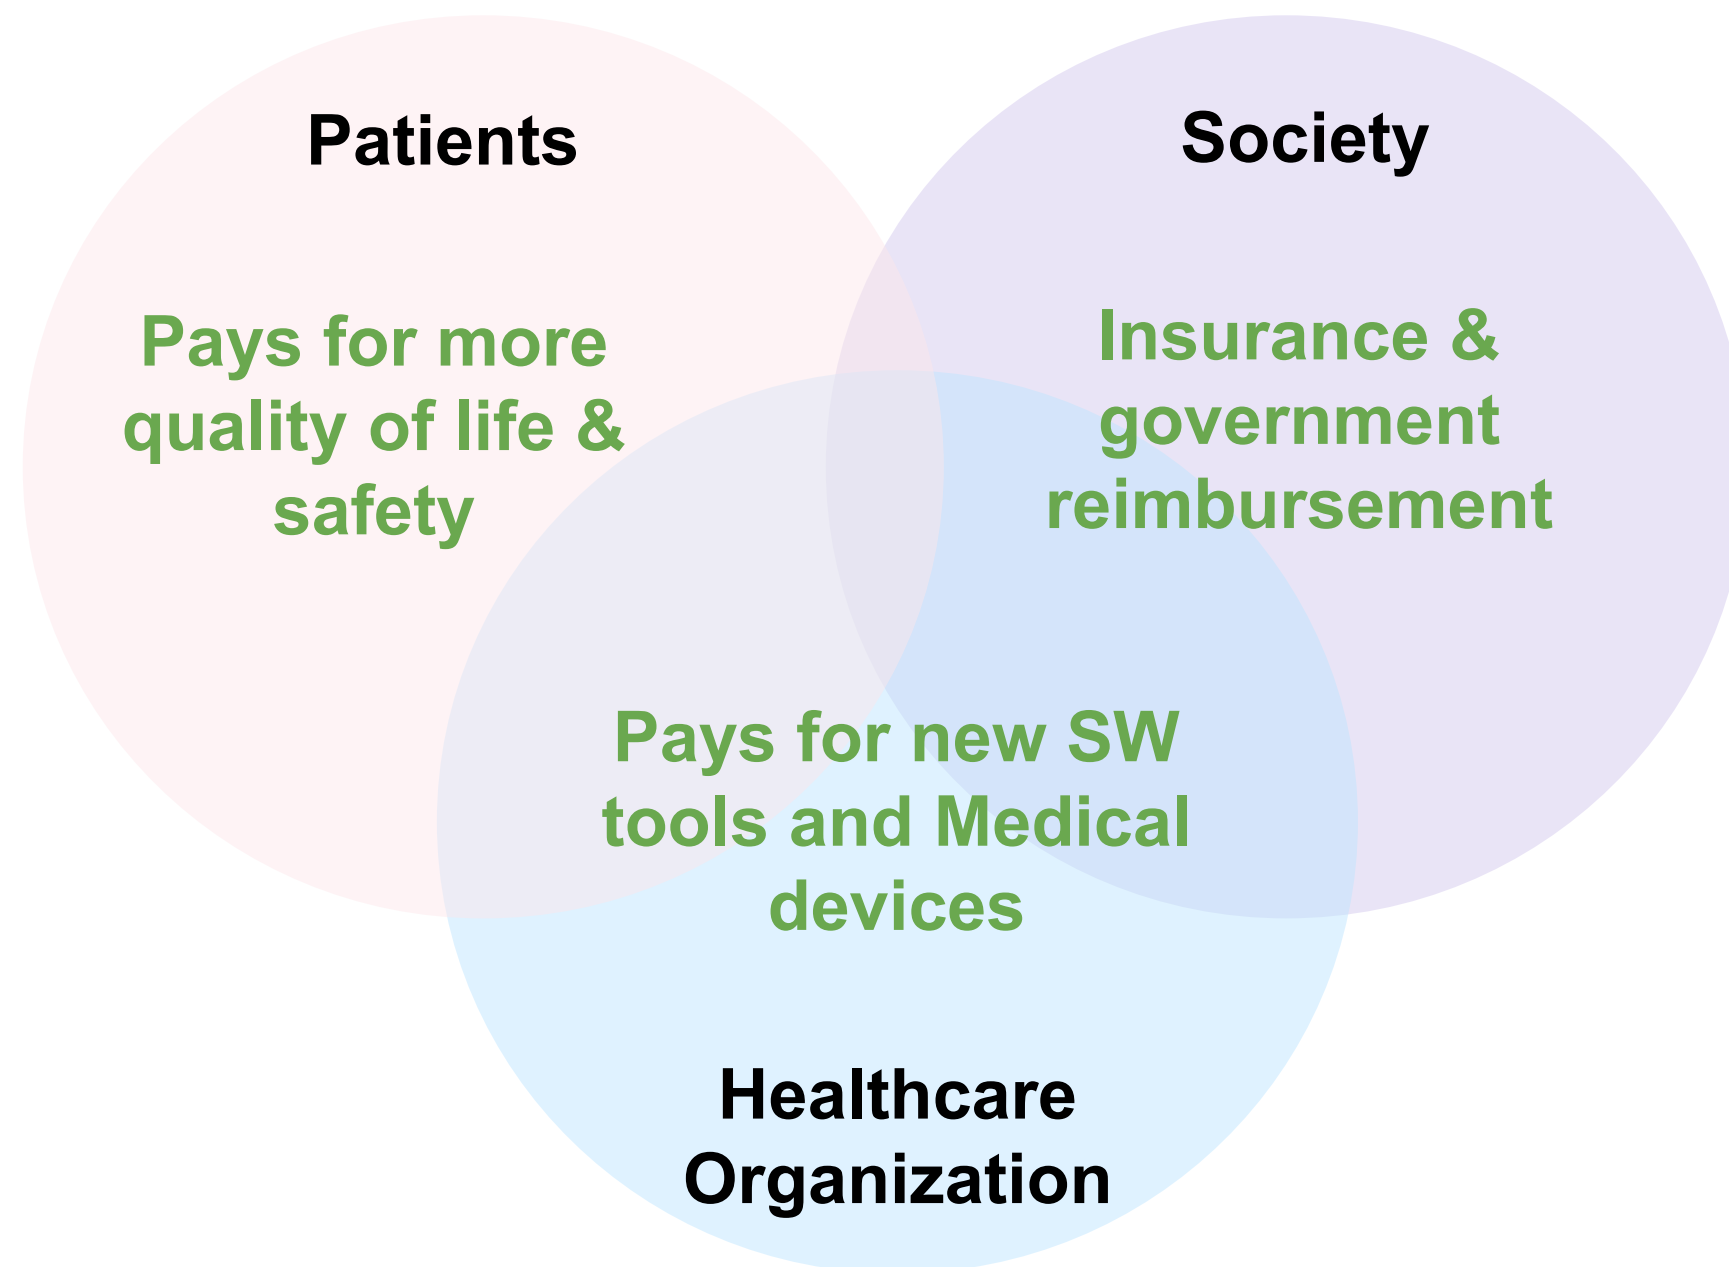 Patients
Pays for more
quality of life &
safety
Society
Insurance &
government
reimbursement
Pays for new SW
tools and Medical
devices
Healthcare
Organization